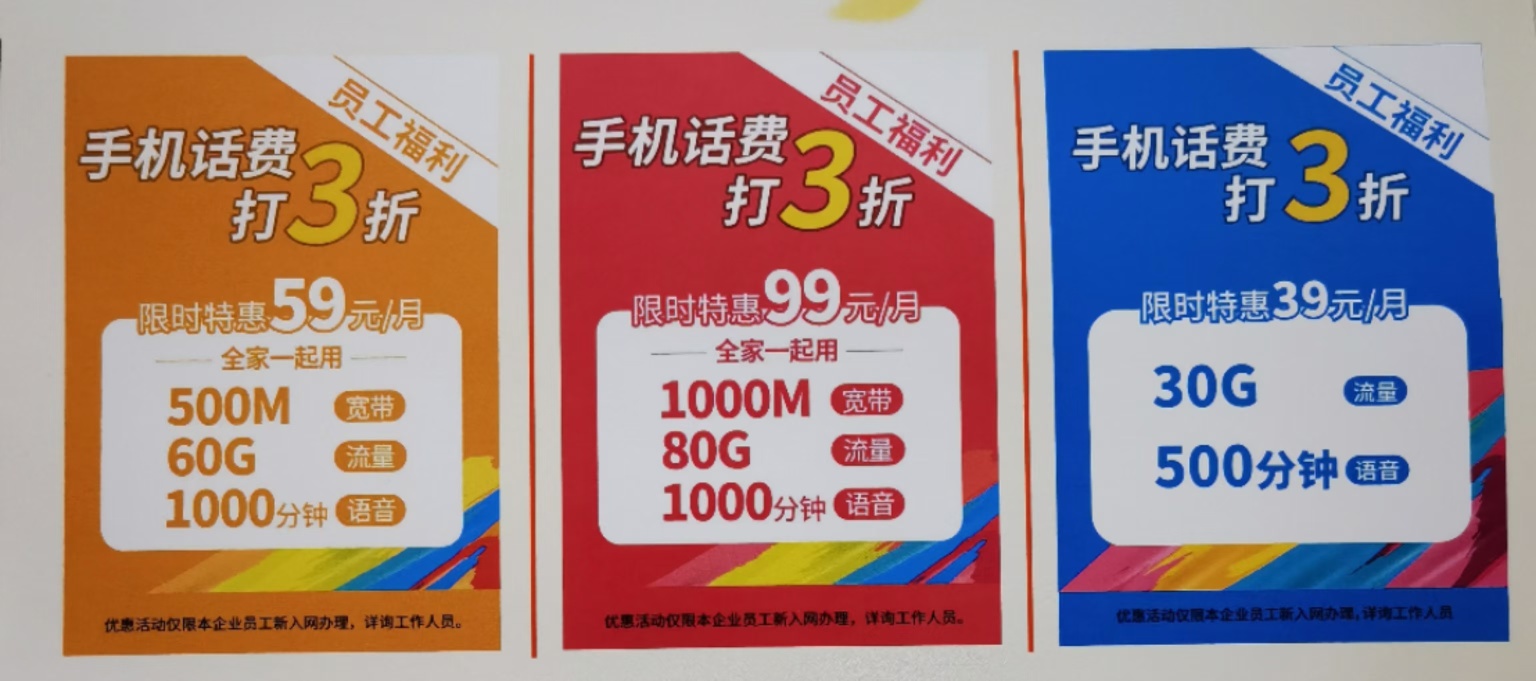 员工福利
手机话费
打3折
限时特惠59元/月
全家一起用
500M 宽带
60G 流量
1000分钟 语音
优惠活动仅限本企业员工新入网办理，详询工作人员。
员工福利
手机话费
打3折
限时特惠99元/月
全家一起用
1000M 宽带
80G 流量
1000分钟 语音
优惠活动仅限本企业员工新入网办理，详询工作人员。
员工福利
手机话费
打3折
限时特惠39元/月
30G 流量
500分钟 语音
优惠活动仅限本企业员工新入网办理，详询工作人员